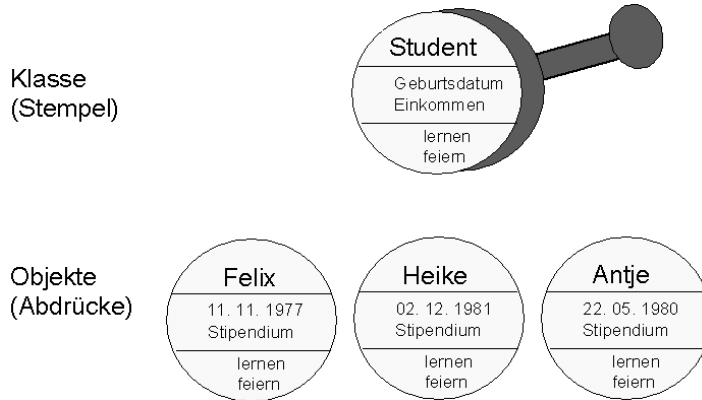 Klasse
(Stempel)
Student
Geburtsdatum
Einkommen
lernen
feiern
Objekte
(Abdrücke)
Felix
11. 11. 1977
Stipendium
lernen
feiern
Heike
02. 12. 1981
Stipendium
lernen
feiern
Antje
22. 05. 1980
Stipendium
lernen
feiern